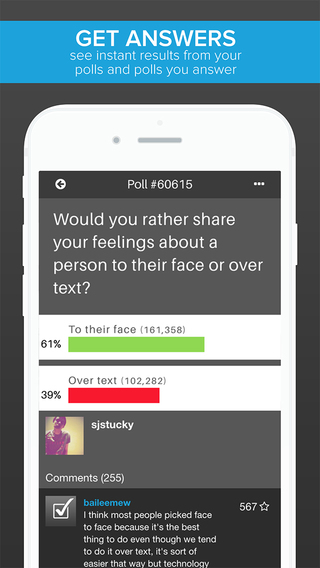 GET ANSWERS
see instant results from your
polls and polls you answer
Poll #60615
Would you rather share
your feelings about a
person to their face or over
text?
To their face (161,358)
61%
Over text (102,282)
39%
sjstucky
Comments (255)
baileemew
567
I think most people picked face
to face because it's the best
thing to do even though we tend
to do it over text, it's sort of
easier that way but technology